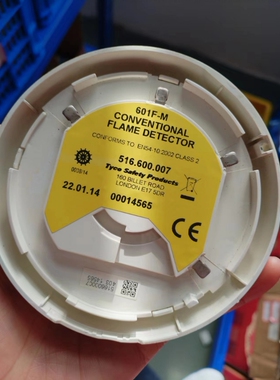 601F-M
CONVENTIONAL
FLAME DETECTOR
CONFORMS TO EN54-10:2002 CLASS 2
516.600.007
Tyco Safety Products
160 BILLET ROAD
LONDON E17 5DR
22.01.14
00014565